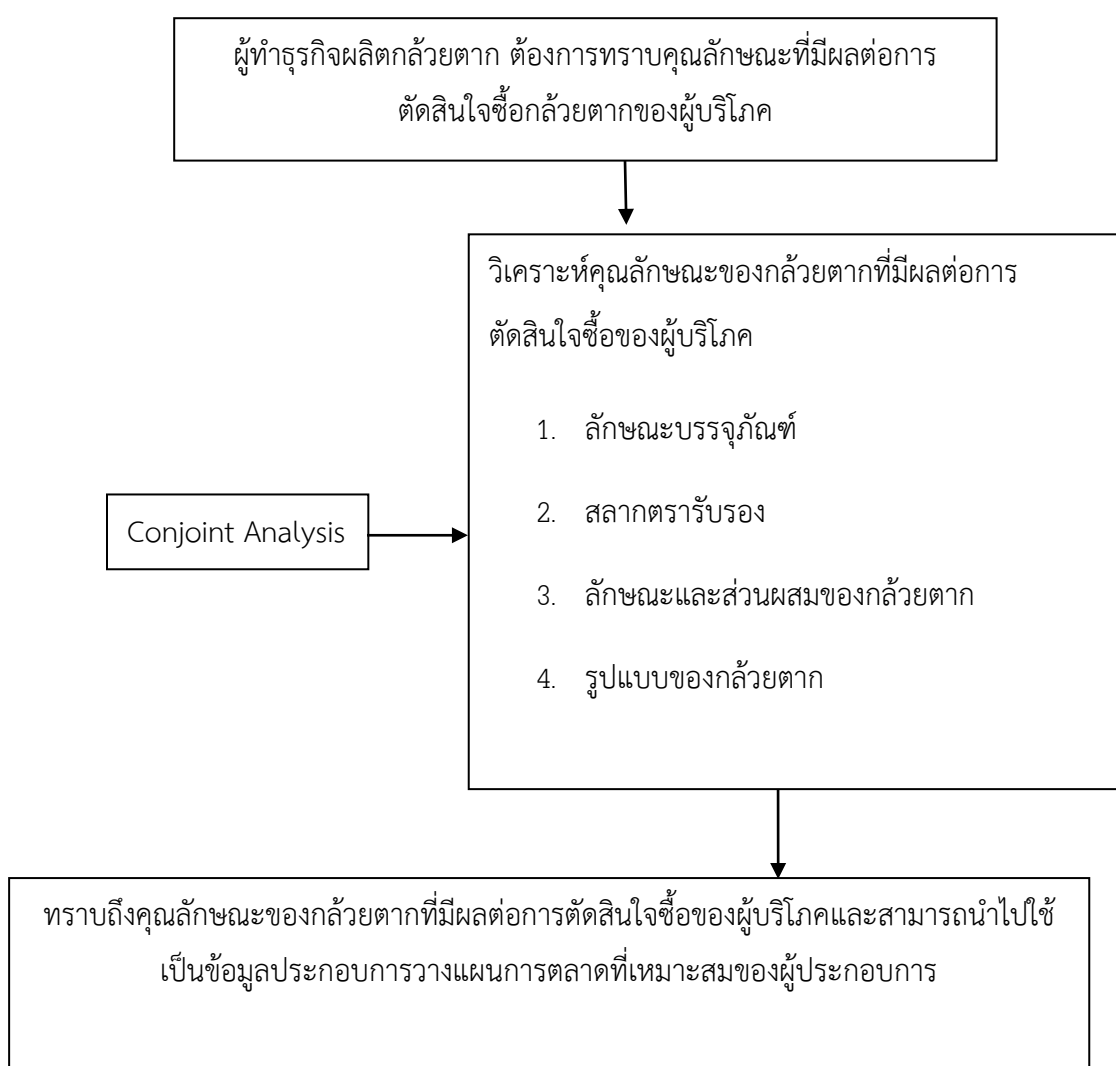 ผู้ทำธุรกิจผลิตกล้วยตาก ต้องการทราบคุณลักษณะที่มีผลต่อการ
ตัดสินใจซื้อกล้วยตากของผู้บริโภค
วิเคราะห์คุณลักษณะของกล้วยตากที่มีผลต่อการ
ตัดสินใจซื้อของผู้บริโภค
1. ลักษณะบรรจุภัณฑ์
2. สลากตรารับรอง
3. ลักษณะและส่วนผสมของกล้วยตาก
4. รูปแบบของกล้วยตาก
Conjoint Analysis
ทราบถึงคุณลักษณะของกล้วยตากที่มีผลต่อการตัดสินใจซื้อของผู้บริโภคและสามารถนำไปใช้
เป็นข้อมูลประกอบการวางแผนการตลาดที่เหมาะสมของผู้ประกอบการ